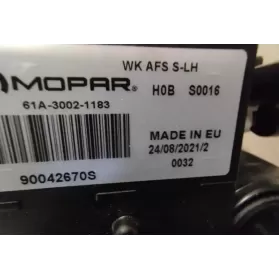 WK AFS S-LH
MOPAR® H0B S0016
61A-3002-1183
MADE IN EU
24/08/2021/2
0032
90042670S